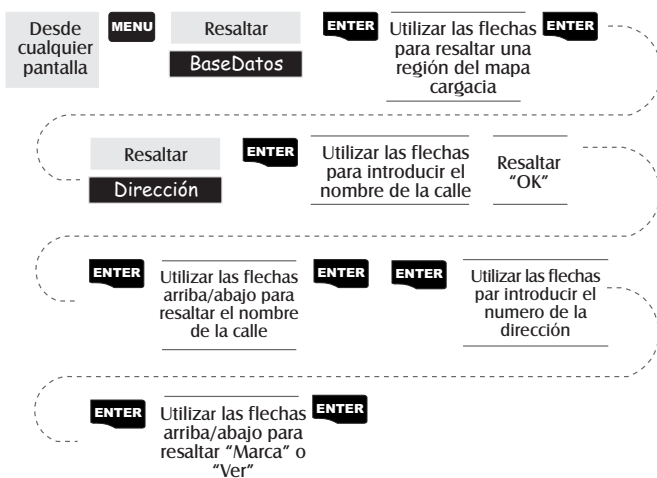 Desde
cualquier
pantalla
MENU
Resaltar
BaseDatos
ENTER
Utilizar las flechas
para resaltar una
región del mapa
cargacia
ENTER
Resaltar
Dirección
ENTER
Utilizar las flechas
para introducir el
nombre de la calle
Resaltar
“OK”
ENTER
Utilizar las flechas
arriba/abajo para
resaltar el nombre
de la calle
ENTER
ENTER
Utilizar las flechas
par introducir el
numero de la
dirección
ENTER
Utilizar las flechas
arriba/abajo para
resaltar “Marca” o
“Ver”
ENTER